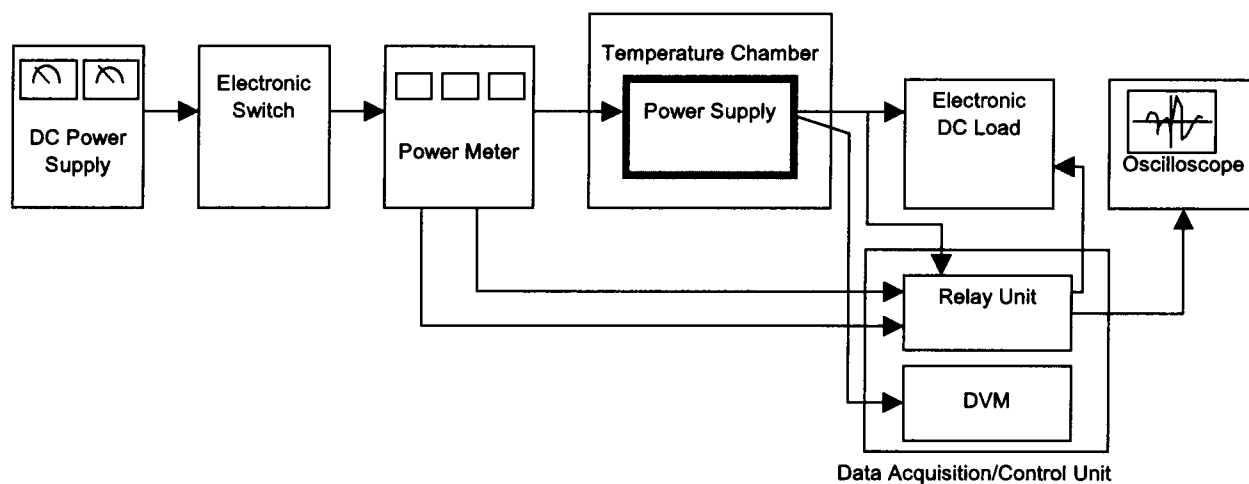 DC Power
Supply
Electronic
Switch
Power Meter
Temperature Chamber
Power Supply
Electronic
DC Load
Oscilloscope
Relay Unit
DVM
Data Acquisition/Control Unit